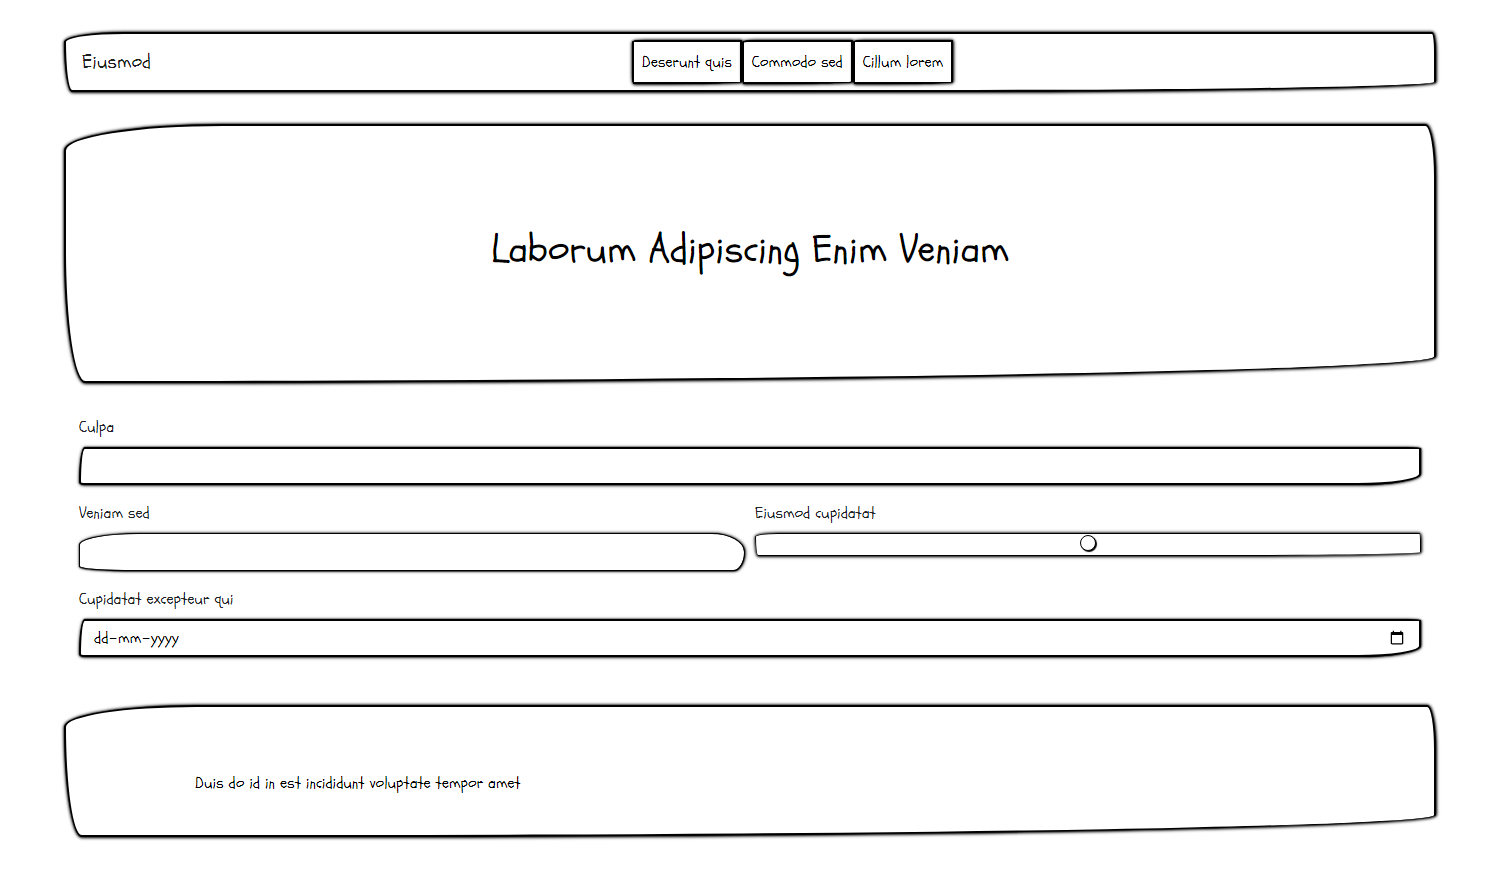 Eiusmod
Deserunt quis Commodo sed Cillum lorem
Laborum Adipiscing Enim Veniam
Culpa
Veniam sed Eiusmod cupidatat
Cupidatat excepteur qui
dd-mm-yyyy
Duis do id in est incididunt voluptate tempor amet